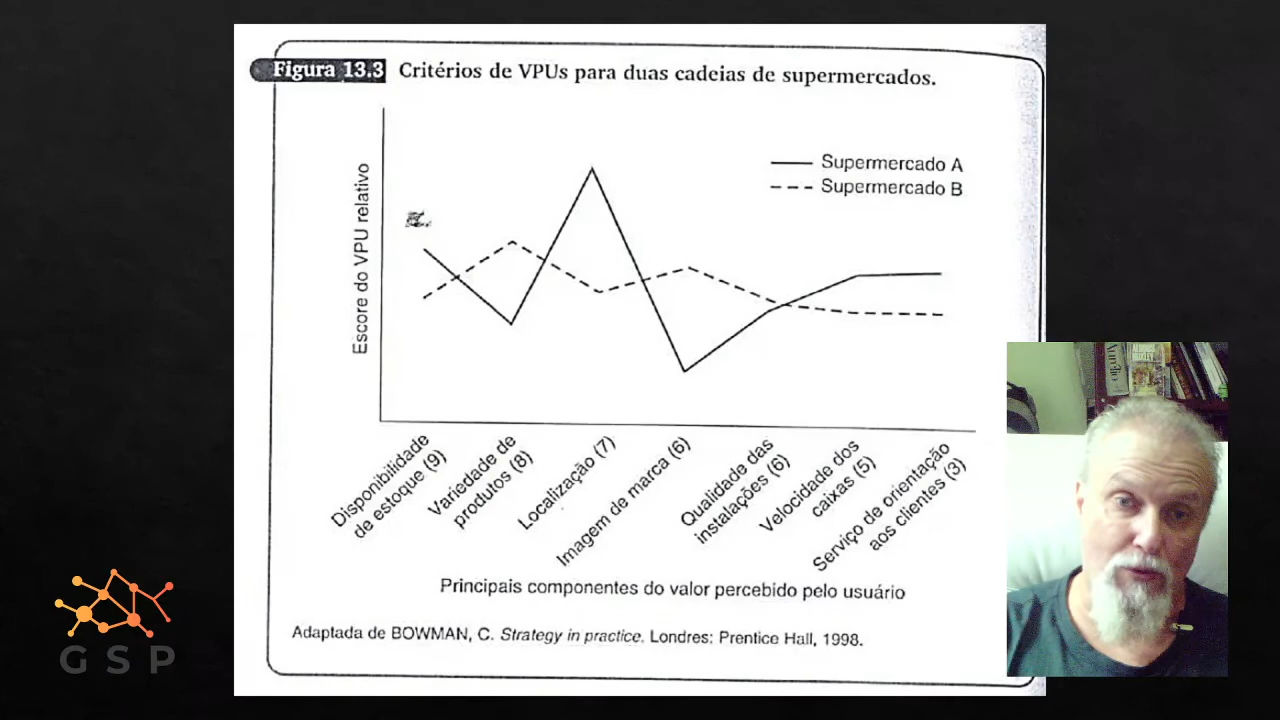 Figura 13.3 Critérios de VPUs para duas cadeias de supermercados.
Escore do VPU relativo
Supermercado A
Supermercado B
Disponibilidade
de estoque (9)
Variedade de
produtos (8)
Localização (7)
Imagem de marca (6)
Qualidade das
instalações (6)
Velocidade dos
caixas (5)
Serviço de orientação
aos clientes (3)
Principais componentes do valor percebido pelo usuário
Adaptada de BOWMAN, C. Strategy in practice. Londres: Prentice Hall, 1998.
GSP